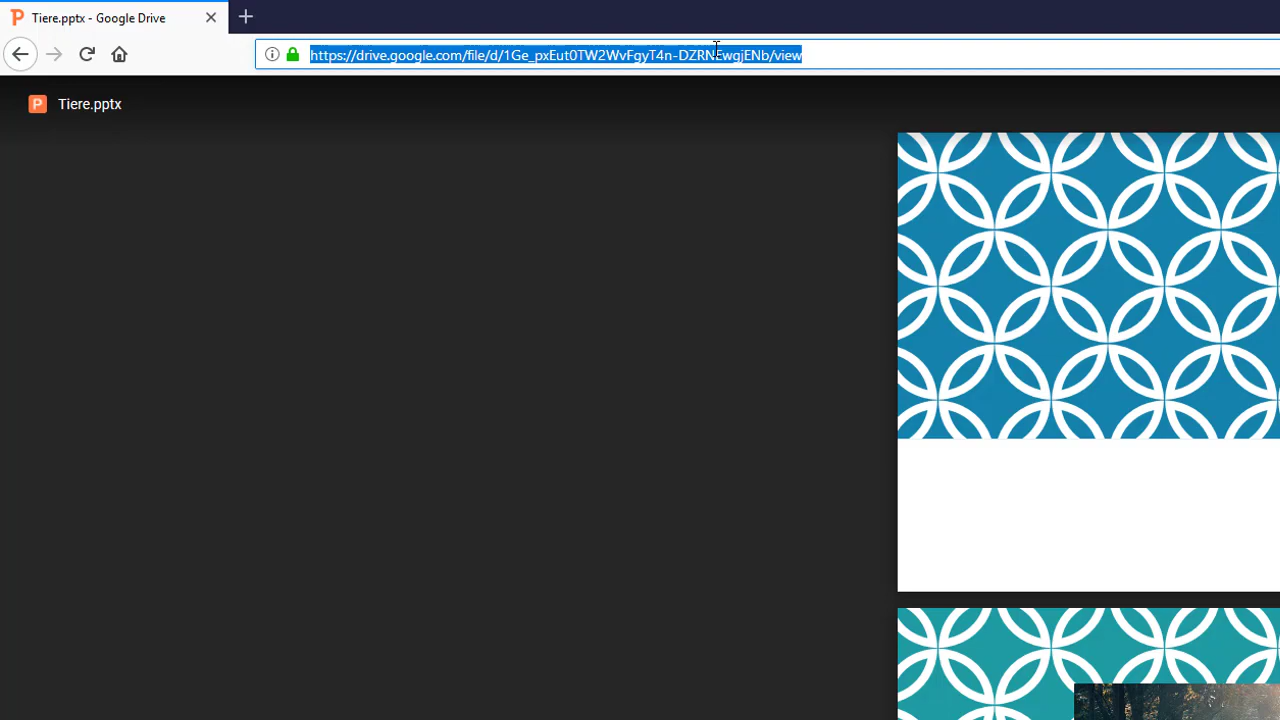 Tiere.pptx - Google Drive
https://drive.google.com/file/d/1Ge_pxEut0TW2WvFgyT4n-DZRNEwgjENb/view
P Tiere.pptx